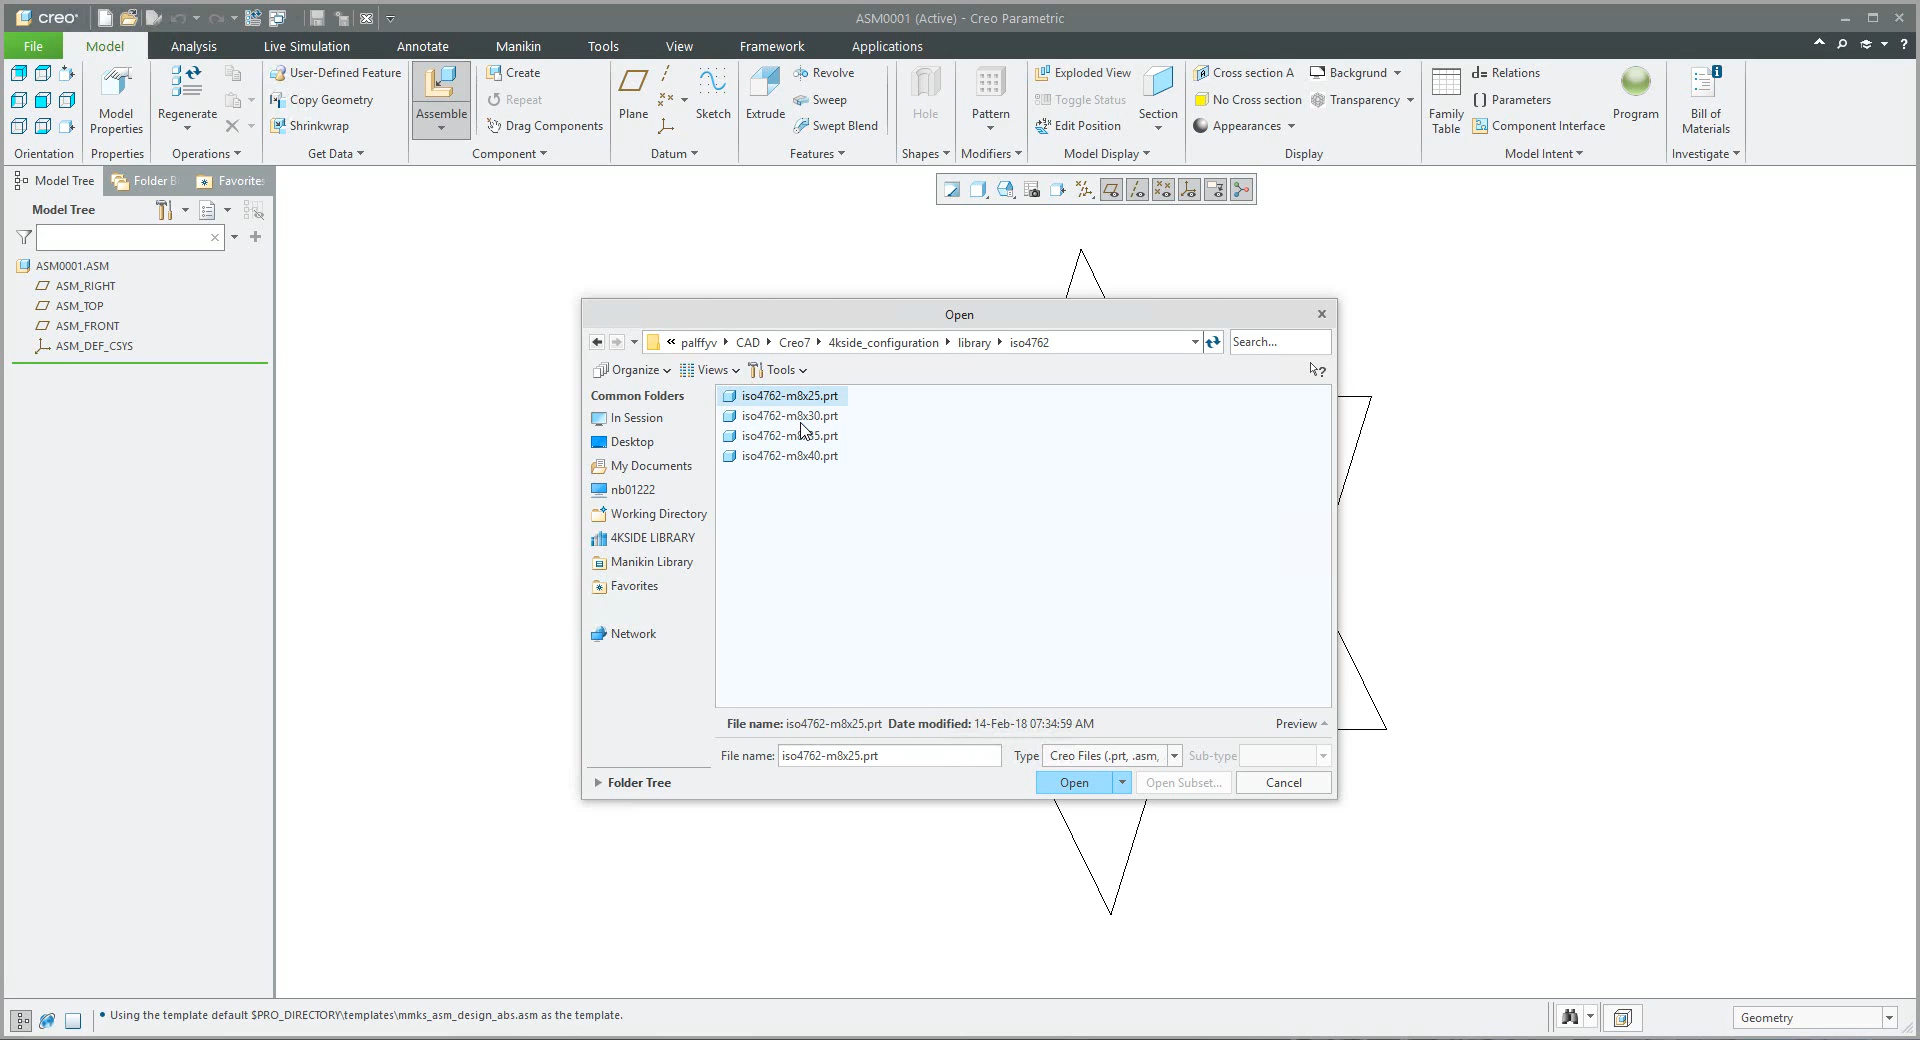 creo°
ASM0001 (Active) - Creo Parametric
File Model Analysis Live Simulation Annotate Manikin Tools View Framework Applications
Model Properties
Regenerate
User-Defined Feature
Copy Geometry
Shrinkwrap
Assemble
Create
Repeat
Drag Components
Plane
Sketch
Extrude
Revolve
Sweep
Swept Blend
Hole
Pattern
Exploded View
Toggle Status
Edit Position
Section
Cross section A
No Cross section
Appearances
Background
Transparency
Family Table
Relations
Parameters
Component Interface
Program
Bill of Materials
Orientation Properties Operations Get Data Component Datum Features Shapes Modifiers Model Display Display Model Intent Investigate
Model Tree Folder B Favorite
Model Tree
ASM0001.ASM
ASM_RIGHT
ASM_TOP
ASM_FRONT
ASM_DEF_CSYS
Open
« palffyv CAD Creo7 4kside_configuration library iso4762
Search...
Organize Views Tools
Common Folders
In Session
Desktop
My Documents
nb01222
Working Directory
4KSIDE LIBRARY
Manikin Library
Favorites
Network
iso4762-m8x25.prt
iso4762-m8x30.prt
iso4762-m8x35.prt
iso4762-m8x40.prt
File name: iso4762-m8x25.prt Date modified: 14-Feb-18 07:34:59 AM
Preview
File name: iso4762-m8x25.prt
Type Creo Files (.prt, .asm,
Sub-type
Folder Tree
Open Open Subset... Cancel
• Using the template default $PRO_DIRECTORY\templates\mmks_asm_design_abs.asm as the template.
Geometry